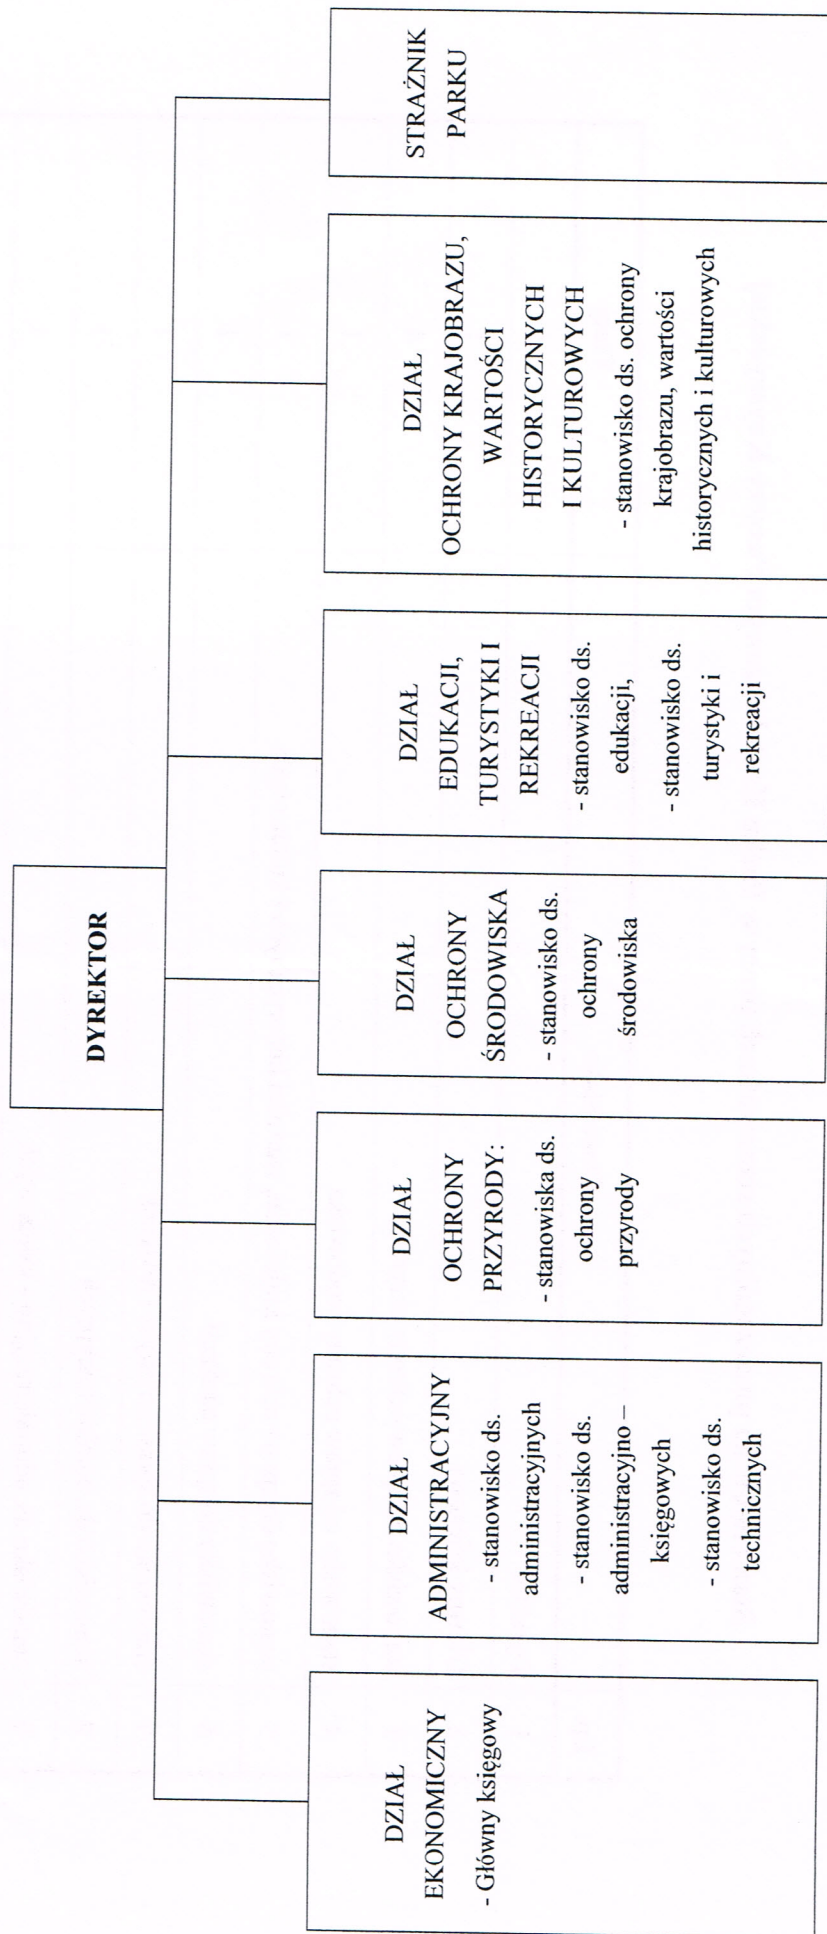 DYREKTOR
DZIAŁ
EKONOMICZNY
- Główny księgowy
DZIAŁ
ADMINISTRACYJNY
- stanowisko ds.
administracyjnych
- stanowisko ds.
administracyjno –
księgowych
- stanowisko ds.
technicznych
DZIAŁ
OCHRONY
PRZYRODY:
- stanowiska ds.
ochrony
przyrody
DZIAŁ
OCHRONY
ŚRODOWISKA
- stanowisko ds.
ochrony
środowiska
DZIAŁ
EDUKACJI,
TURYSTYKI I
REKREACJI
- stanowisko ds.
edukacji,
- stanowisko ds.
turystyki i
rekreacji
DZIAŁ
OCHRONY KRAJOBRAZU,
WARTOŚCI
HISTORYCZNYCH
I KULTUROWYCH
- stanowisko ds. ochrony
krajobrazu, wartości
historycznych i kulturowych
STRAŻNIK
PARKU